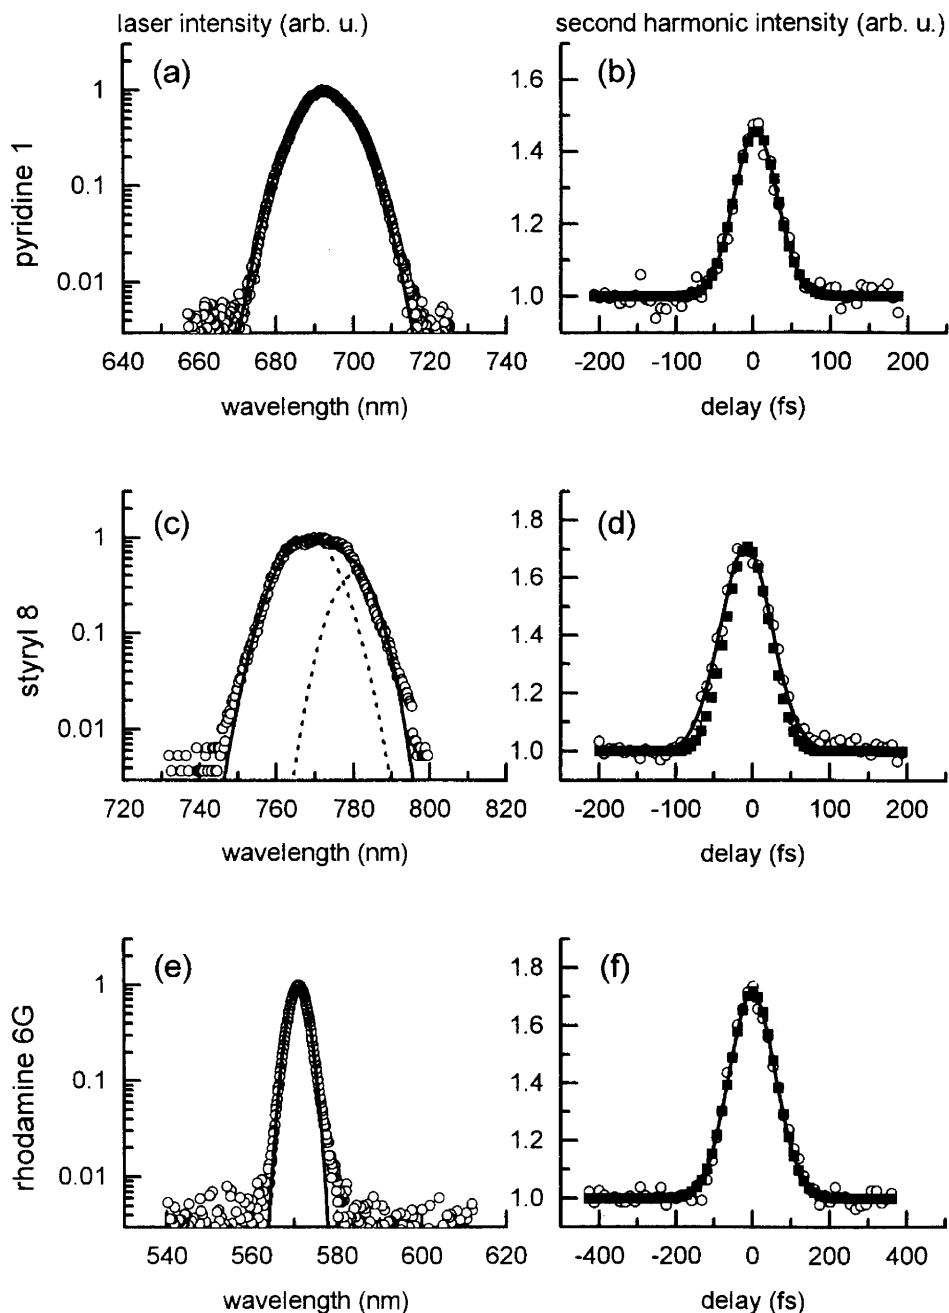 laser intensity (arb. u.)
second harmonic intensity (arb. u.)
pyridine 1
(a)
1
0.1
0.01
640 660 680 700 720 740
wavelength (nm)
(b)
1.6
1.4
1.2
1.0
-200 -100 0 100 200
delay (fs)
styryl 8
(c)
1
0.1
0.01
720 740 760 780 800 820
wavelength (nm)
(d)
1.8
1.6
1.4
1.2
1.0
-200 -100 0 100 200
delay (fs)
rhodamine 6G
(e)
1
0.1
0.01
540 560 580 600 620
wavelength (nm)
(f)
1.8
1.6
1.4
1.2
1.0
-400 -200 0 200 400
delay (fs)